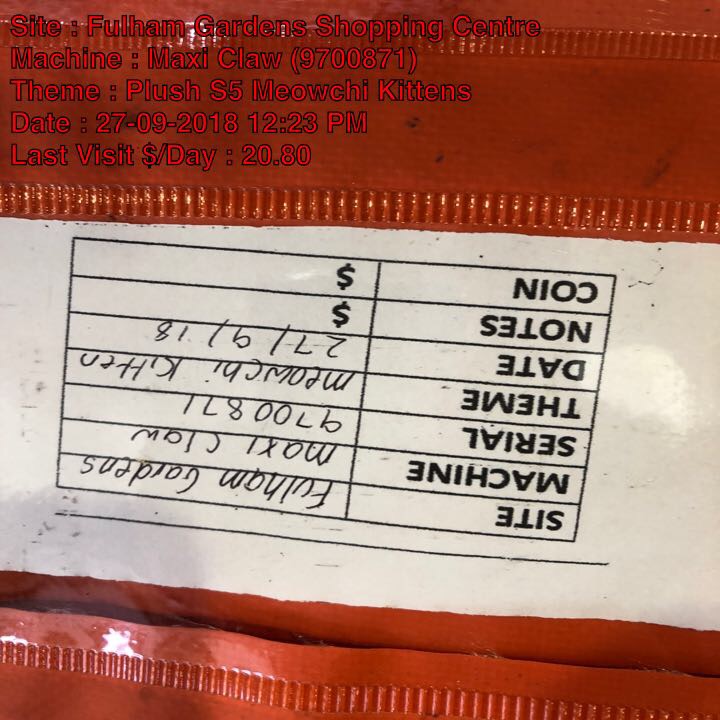 Site : Fulham Gardens Shopping Centre
Machine : Maxi Claw (9700871)
Theme : Plush S5 Meowchi Kittens
Date : 27-09-2018 12:23 PM
Last Visit $/Day : 20.80
SITE Fulham Gardens
MACHINE maxi claw
SERIAL 9700871
THEME meowchi Kitten
DATE 27/9/18
NOTES $
COIN $